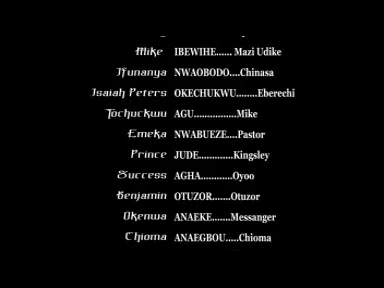 Mike IBEWIHE...... Mazi Udike
Ifunanya NWAOBODO....Chinasa
Isaiah Peters OKECHUKWU........Eberechi
Tochuckwu AGU.................Mike
Emeka NWABUEZE....Pastor
Prince JUDE..............Kingsley
Success AGHA............Oyoo
Benjamin OTUZOR.......Otuzor
Okenwa ANAEKE.......Messanger
Chioma ANAEGBOU.....Chioma